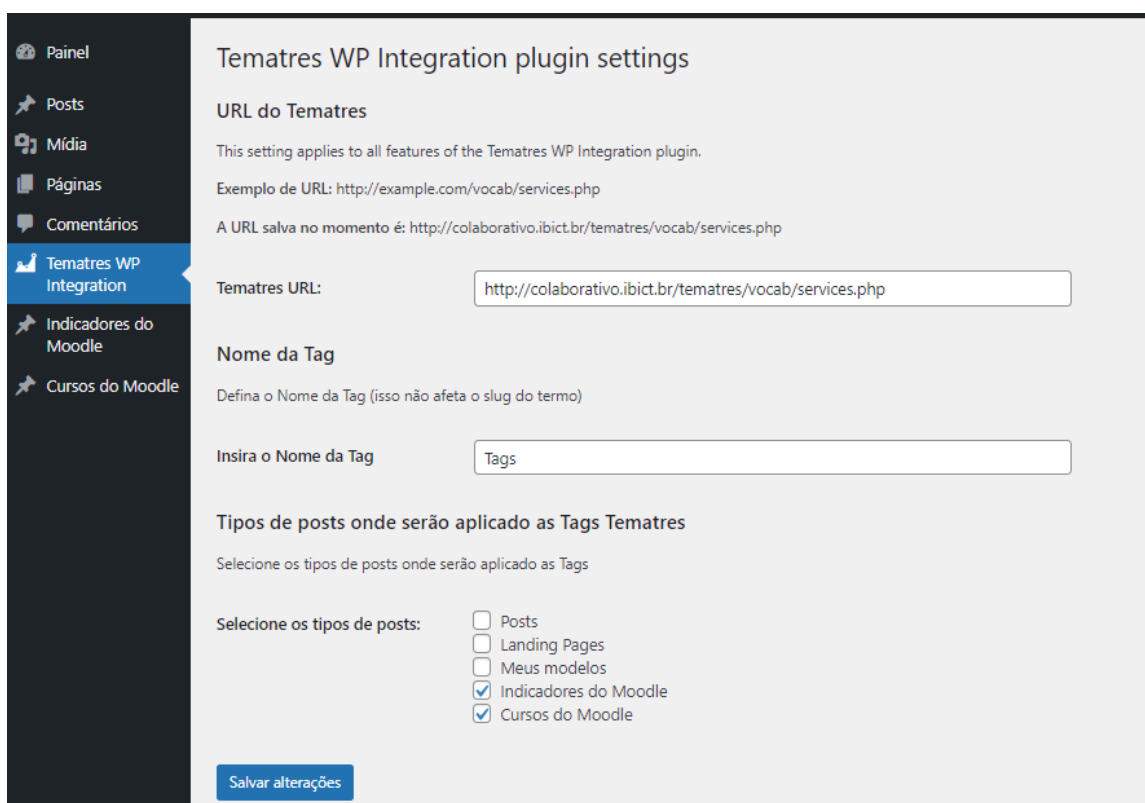 Painel
Posts
Mídia
Páginas
Comentários
Tematres WP
Integration
Indicadores do
Moodle
Cursos do Moodle
Tematres WP Integration plugin settings
URL do Tematres
This setting applies to all features of the Tematres WP Integration plugin.
Exemplo de URL: http://example.com/vocab/services.php
A URL salva no momento é: http://colaborativo.ibict.br/tematres/vocab/services.php
Tematres URL: http://colaborativo.ibict.br/tematres/vocab/services.php
Nome da Tag
Defina o Nome da Tag (isso não afeta o slug do termo)
Insira o Nome da Tag Tags
Tipos de posts onde serão aplicado as Tags Tematres
Selecione os tipos de posts onde serão aplicado as Tags
Selecione os tipos de posts: Posts
Landing Pages
Meus modelos
Indicadores do Moodle
Cursos do Moodle
Salvar alterações